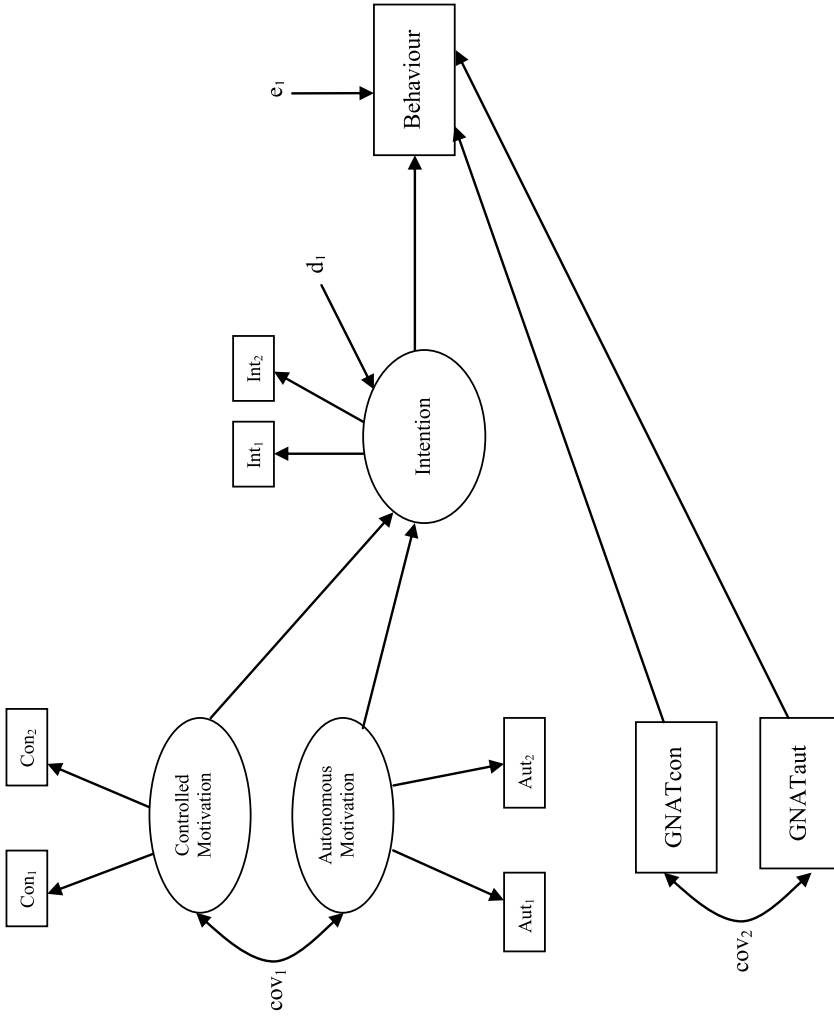 Con₁
Con₂
Controlled
Motivation
cov₁
Autonomous
Motivation
Aut₁
Aut₂
Int₁
Int₂
d₁
Intention
e₁
Behaviour
GNATcon
cov₂
GNATaut